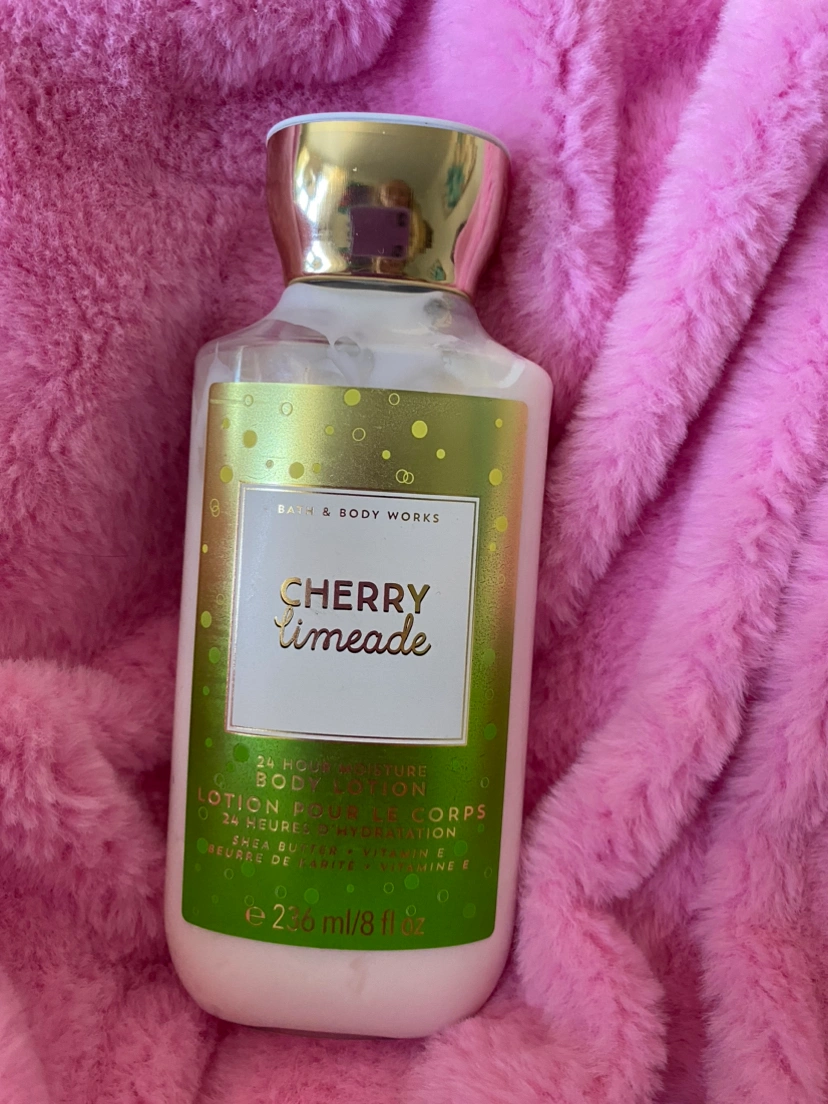 BATH & BODY WORKS
CHERRY
limeade
24 HOUR MOISTURE
BODY LOTION
LOTION POUR LE CORPS
24 HEURES D'HYDRATATION
SHEA BUTTER + VITAMIN E
BEURRE DE KARITÉ + VITAMINE E
℮ 236 ml/8 fl oz